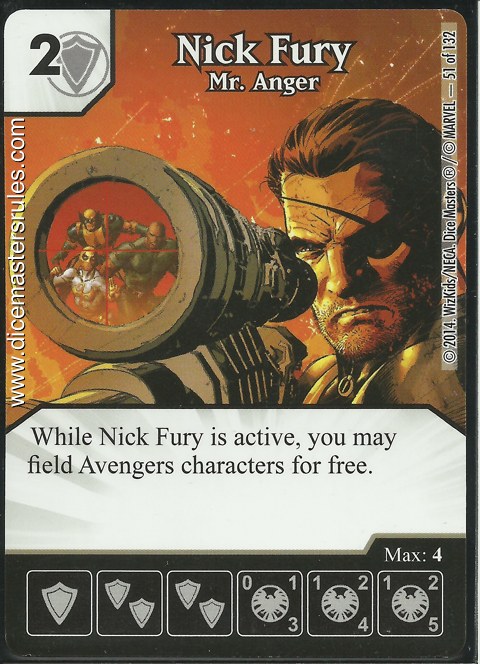 2
Nick Fury
Mr. Anger
www.dicemastersrules.com
© 2014. WizKids/NECA. Dice Masters ® / © MARVEL — 51 of 132
While Nick Fury is active, you may
field Avengers characters for free.
Max: 4
0 1 3
1 2 4
1 2 5